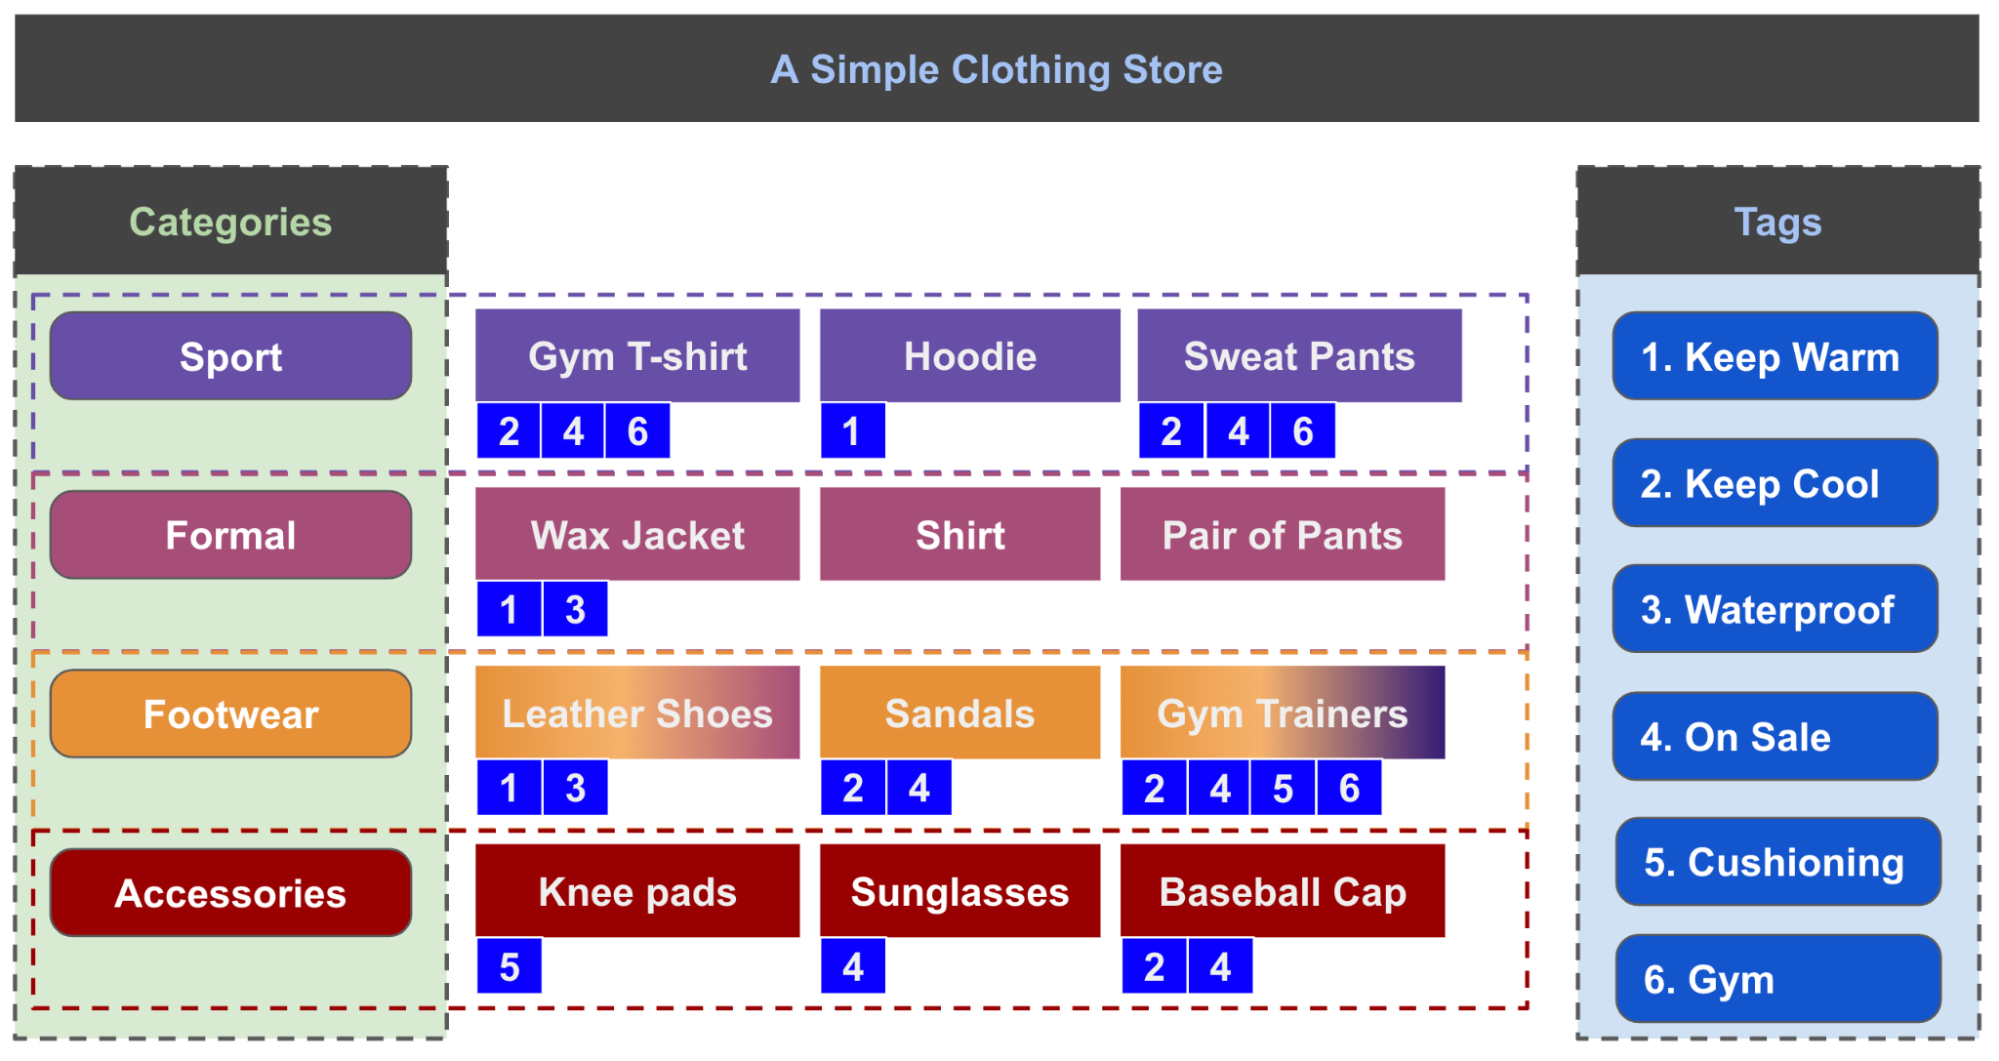 A Simple Clothing Store
Categories
Tags
Sport
Gym T-shirt
Hoodie
Sweat Pants
2 4 6
1
2 4 6
Formal
Wax Jacket
Shirt
Pair of Pants
1 3
Footwear
Leather Shoes
Sandals
Gym Trainers
1 3
2 4
2 4 5 6
Accessories
Knee pads
Sunglasses
Baseball Cap
5
4
2 4
1. Keep Warm
2. Keep Cool
3. Waterproof
4. On Sale
5. Cushioning
6. Gym